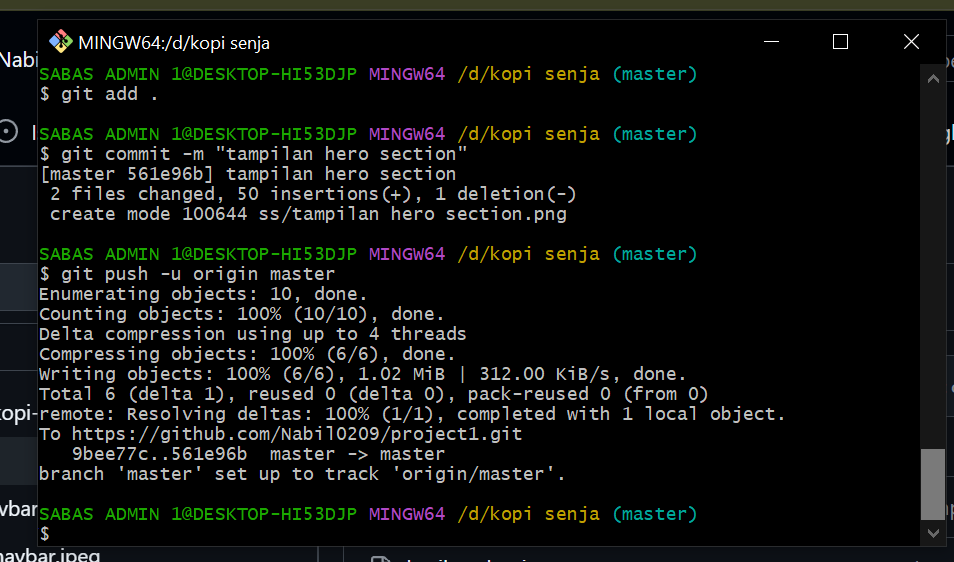 MINGW64:/d/kopi senja
Nabi
SABAS ADMIN 1@DESKTOP-HI53DJP MINGW64 /d/kopi senja (master)
$ git add .
SABAS ADMIN 1@DESKTOP-HI53DJP MINGW64 /d/kopi senja (master)
$ git commit -m "tampilan hero section"
[master 561e96b] tampilan hero section
2 files changed, 50 insertions(+), 1 deletion(-)
create mode 100644 ss/tampilan hero section.png
SABAS ADMIN 1@DESKTOP-HI53DJP MINGW64 /d/kopi senja (master)
$ git push -u origin master
Enumerating objects: 10, done.
Counting objects: 100% (10/10), done.
Delta compression using up to 4 threads
Compressing objects: 100% (6/6), done.
Writing objects: 100% (6/6), 1.02 MiB | 312.00 KiB/s, done.
Total 6 (delta 1), reused 0 (delta 0), pack-reused 0 (from 0)
remote: Resolving deltas: 100% (1/1), completed with 1 local object.
kopi-
To https://github.com/Nabil0209/project1.git
9bee77c..561e96b  master -> master
branch 'master' set up to track 'origin/master'.
vbar
SABAS ADMIN 1@DESKTOP-HI53DJP MINGW64 /d/kopi senja (master)
$
navbar.jpeg